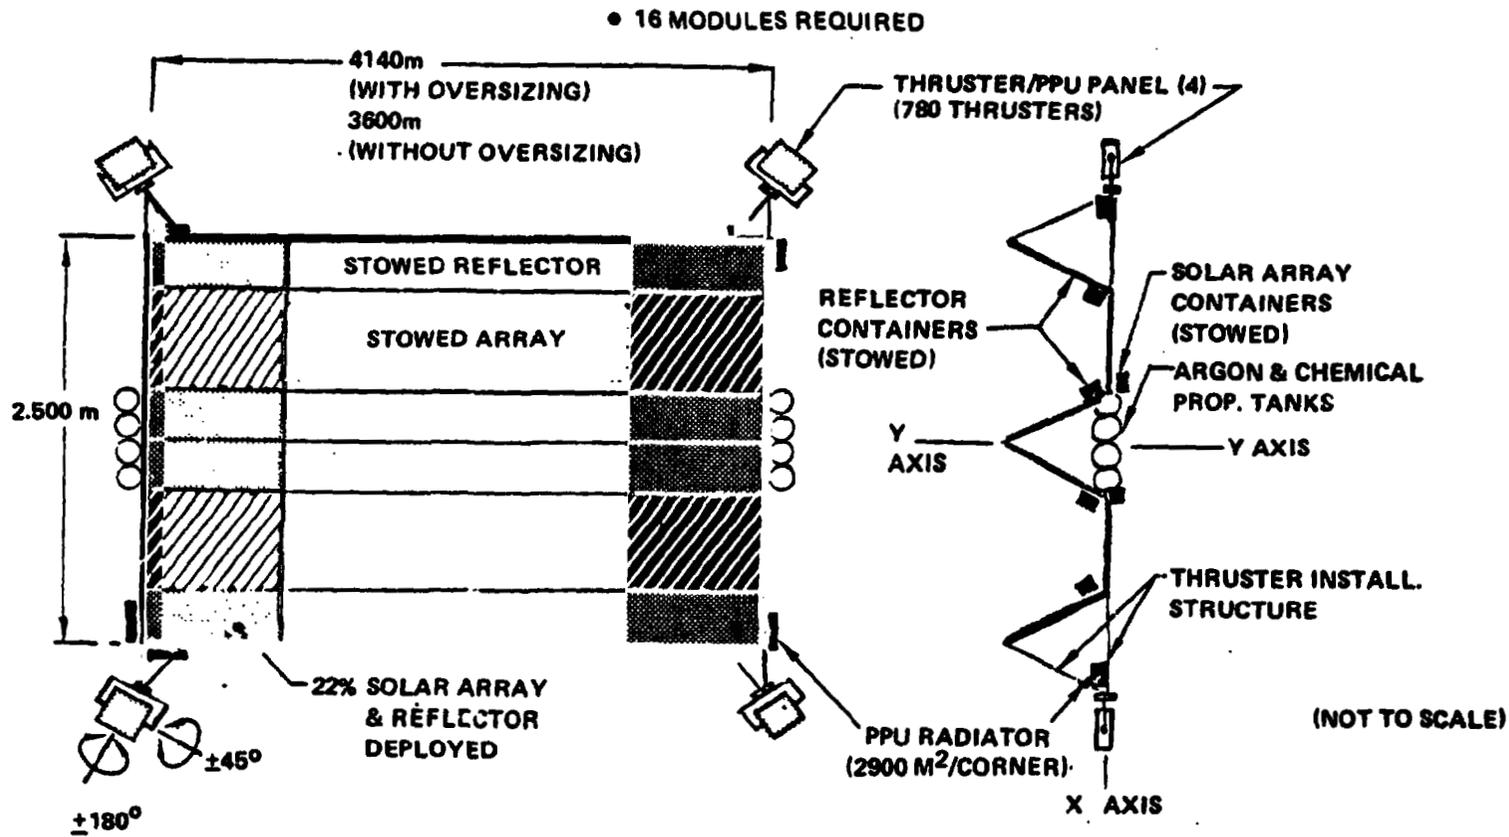 • 16 MODULES REQUIRED
4140m
(WITH OVERSIZING)
3600m
(WITHOUT OVERSIZING)
THRUSTER/PPU PANEL (4)
(780 THRUSTERS)
STOWED REFLECTOR
STOWED ARRAY
2.500 m
REFLECTOR
CONTAINERS
(STOWED)
SOLAR ARRAY
CONTAINERS
(STOWED)
ARGON & CHEMICAL
PROP. TANKS
Y
AXIS
Y AXIS
THRUSTER INSTALL.
STRUCTURE
22% SOLAR ARRAY
& REFLECTOR
DEPLOYED
±45°
±180°
PPU RADIATOR
(2900 M²/CORNER)
(NOT TO SCALE)
X AXIS